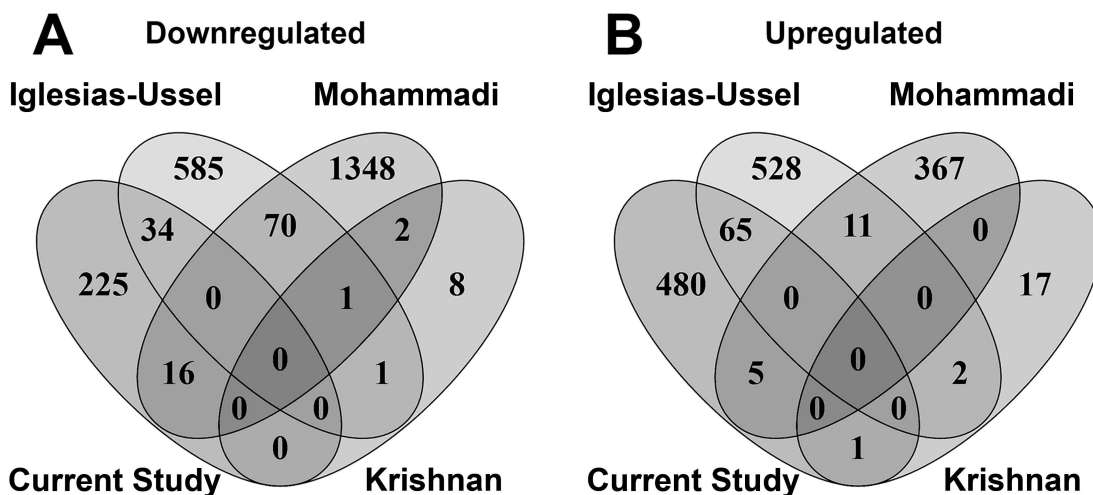 A Downregulated
Iglesias-Ussel Mohammadi
585 1348
34 70 2
225 0 1 8
16 0 1
0 0
0
Current Study Krishnan
B Upregulated
Iglesias-Ussel Mohammadi
528 367
65 11 0
480 0 0 17
5 0 2
0 0
1
Current Study Krishnan